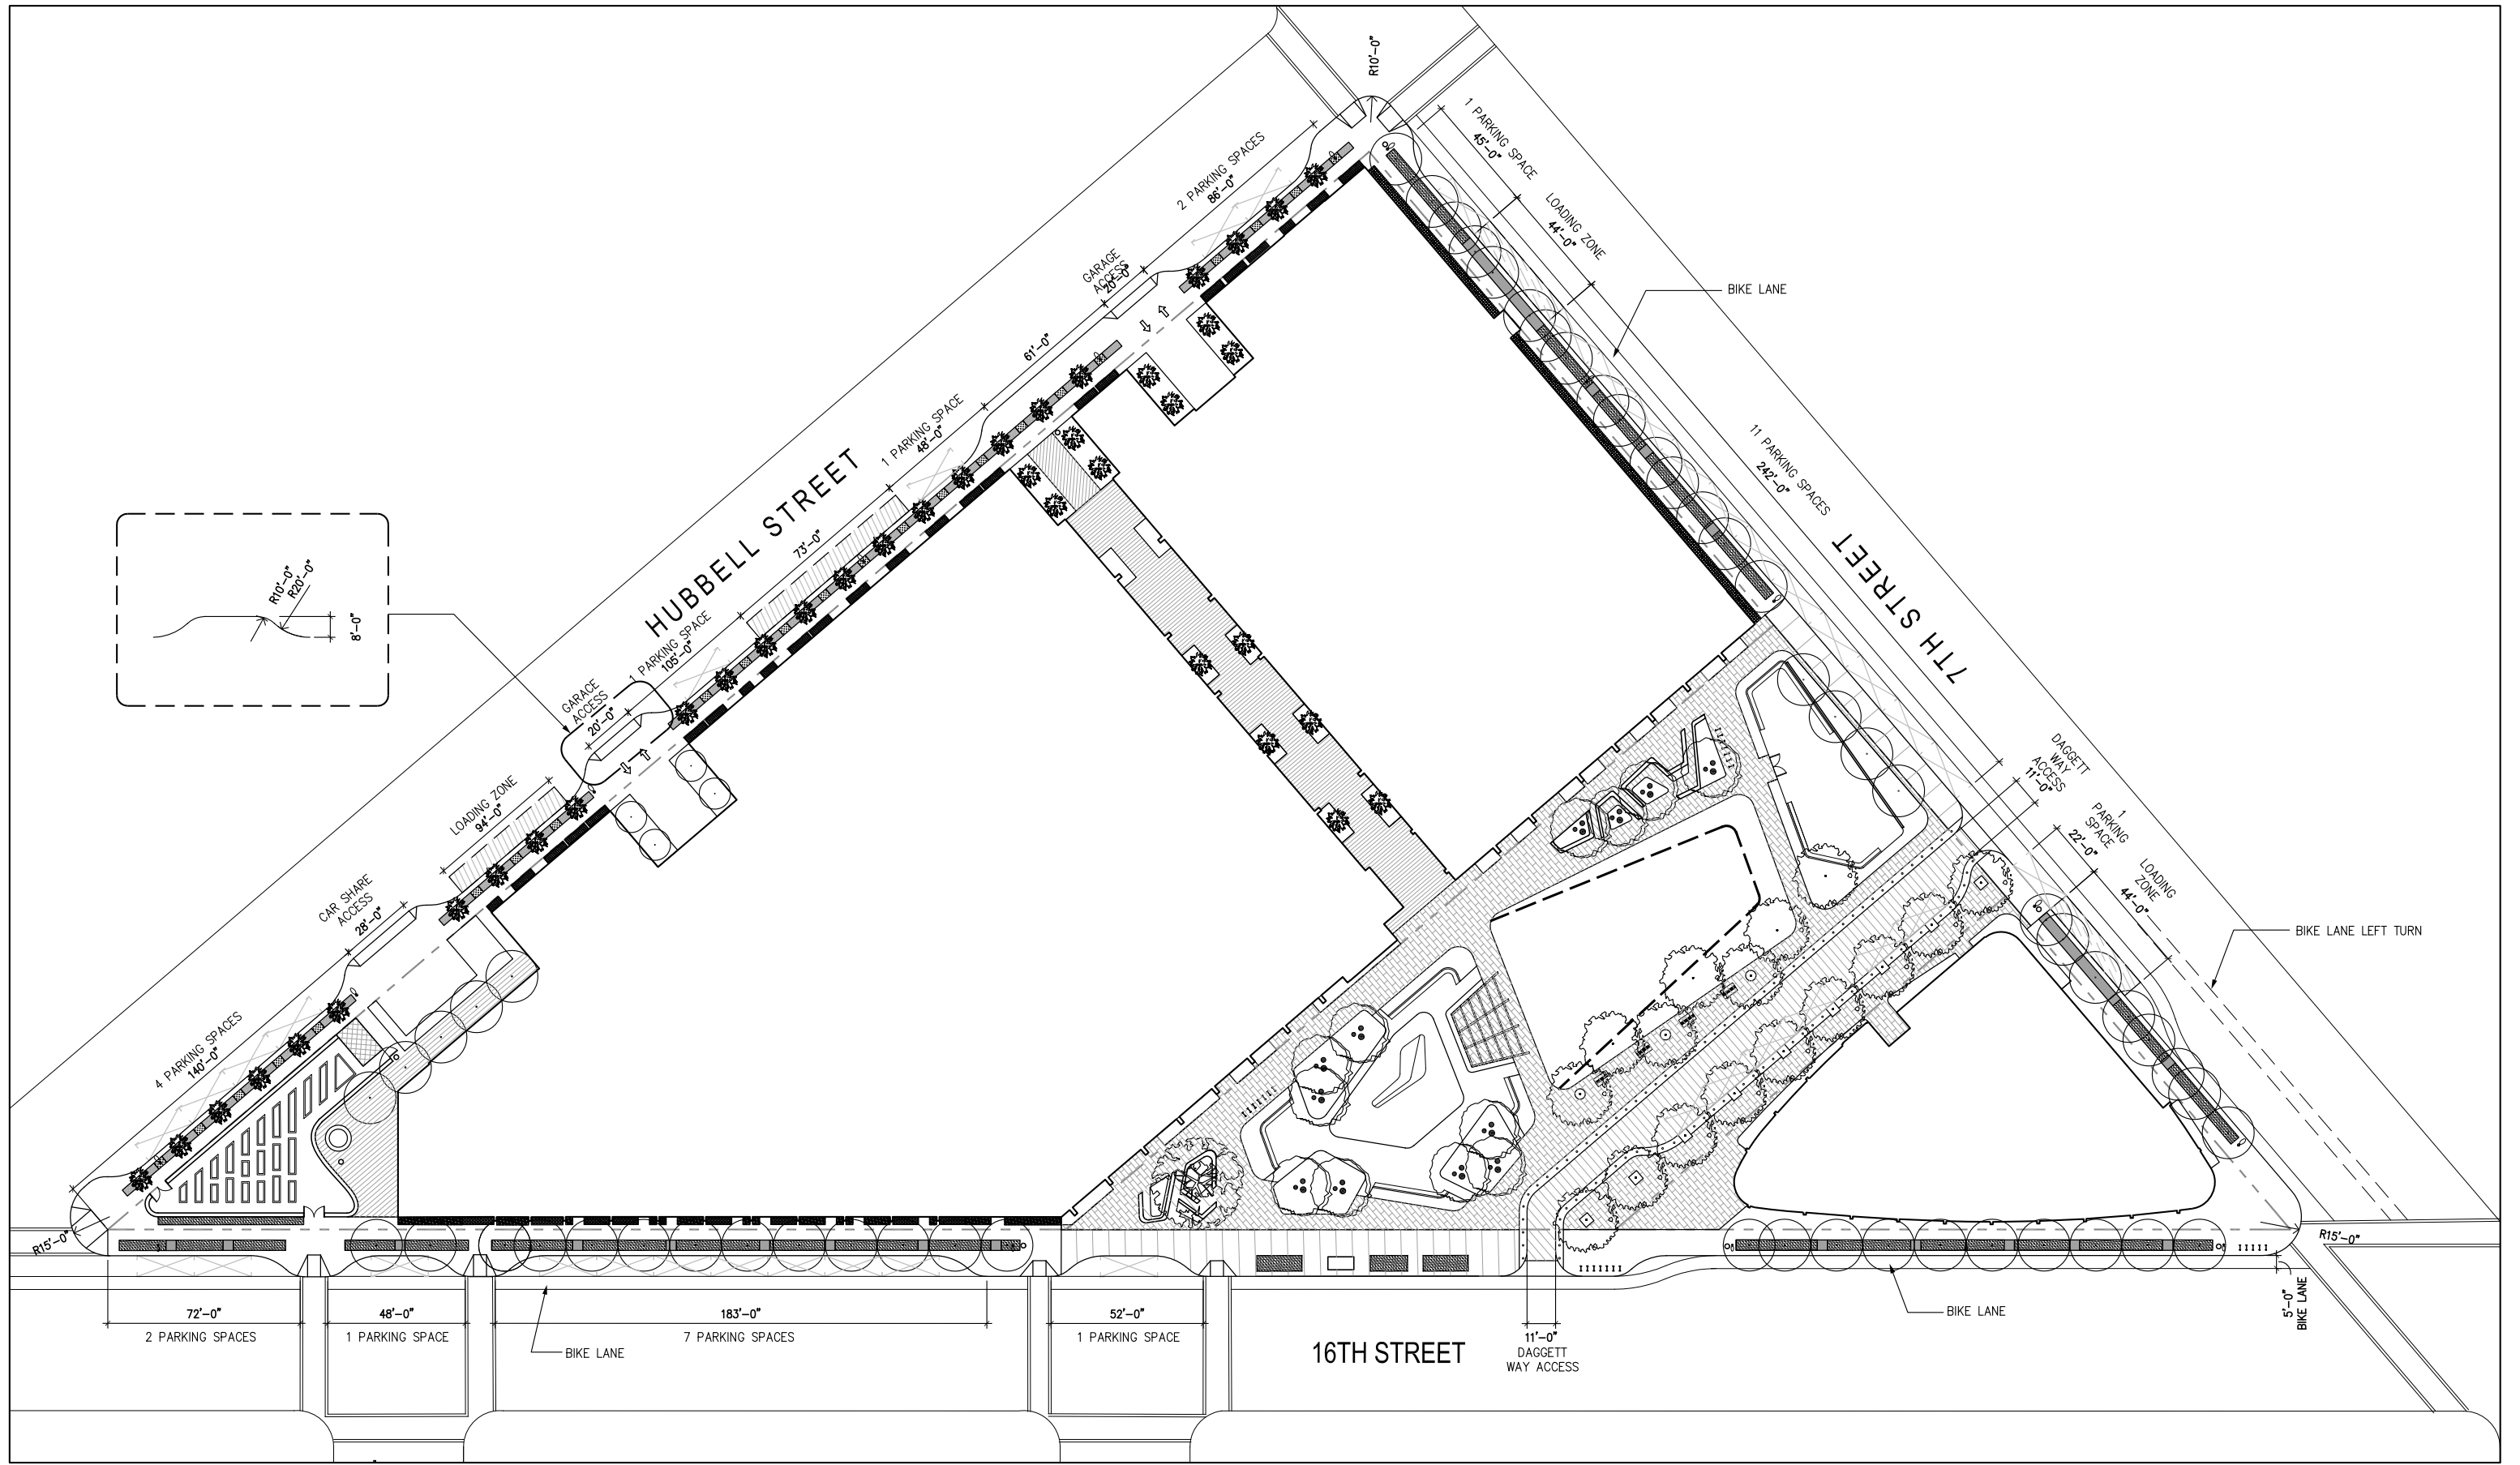 R10'-0"
1 PARKING SPACE
45'-0"
LOADING ZONE
44'-0"
2 PARKING SPACES
86'-0"
GARAGE
ACCESS
20'-0"
BIKE LANE
61'-0"
1 PARKING SPACE
48'-0"
11 PARKING SPACES
242'-0"
HUBBELL STREET
7TH STREET
73'-0"
R10'-0"
R20'-0"
8'-0"
1 PARKING SPACE
105'-0"
GARAGE
ACCESS
20'-0"
LOADING ZONE
94'-0"
DAGGETT
WAY
ACCESS
11'-0"
1
PARKING
SPACE
22'-0"
LOADING
ZONE
44'-0"
CAR SHARE
ACCESS
28'-0"
BIKE LANE LEFT TURN
4 PARKING SPACES
140'-0"
R15'-0"
R15'-0"
72'-0"
2 PARKING SPACES
48'-0"
1 PARKING SPACE
183'-0"
7 PARKING SPACES
52'-0"
1 PARKING SPACE
BIKE LANE
16TH STREET
11'-0"
DAGGETT
WAY ACCESS
BIKE LANE
5'-0"
BIKE LANE